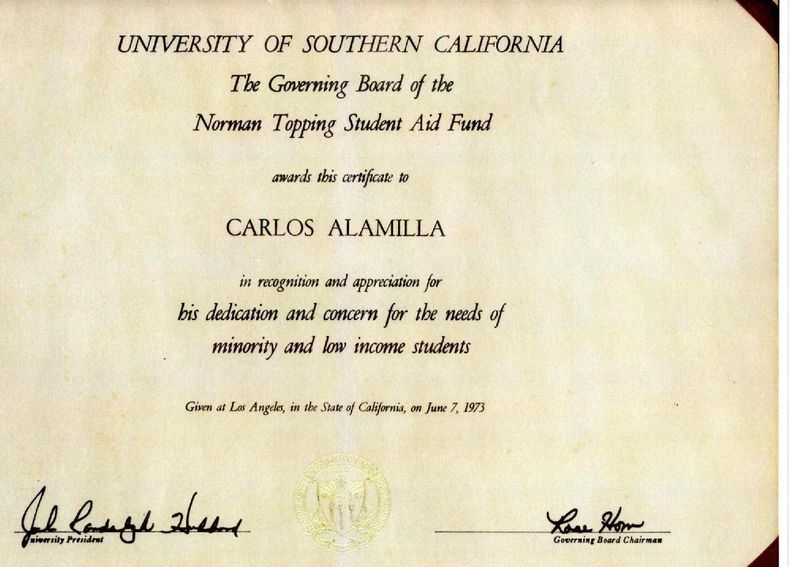 UNIVERSITY OF SOUTHERN CALIFORNIA
The Governing Board of the
Norman Topping Student Aid Fund
awards this certificate to
CARLOS ALAMILLA
in recognition and appreciation for
his dedication and concern for the needs of
minority and low income students
Given at Los Angeles, in the State of California, on June 7, 1973
University President
Governing Board Chairman